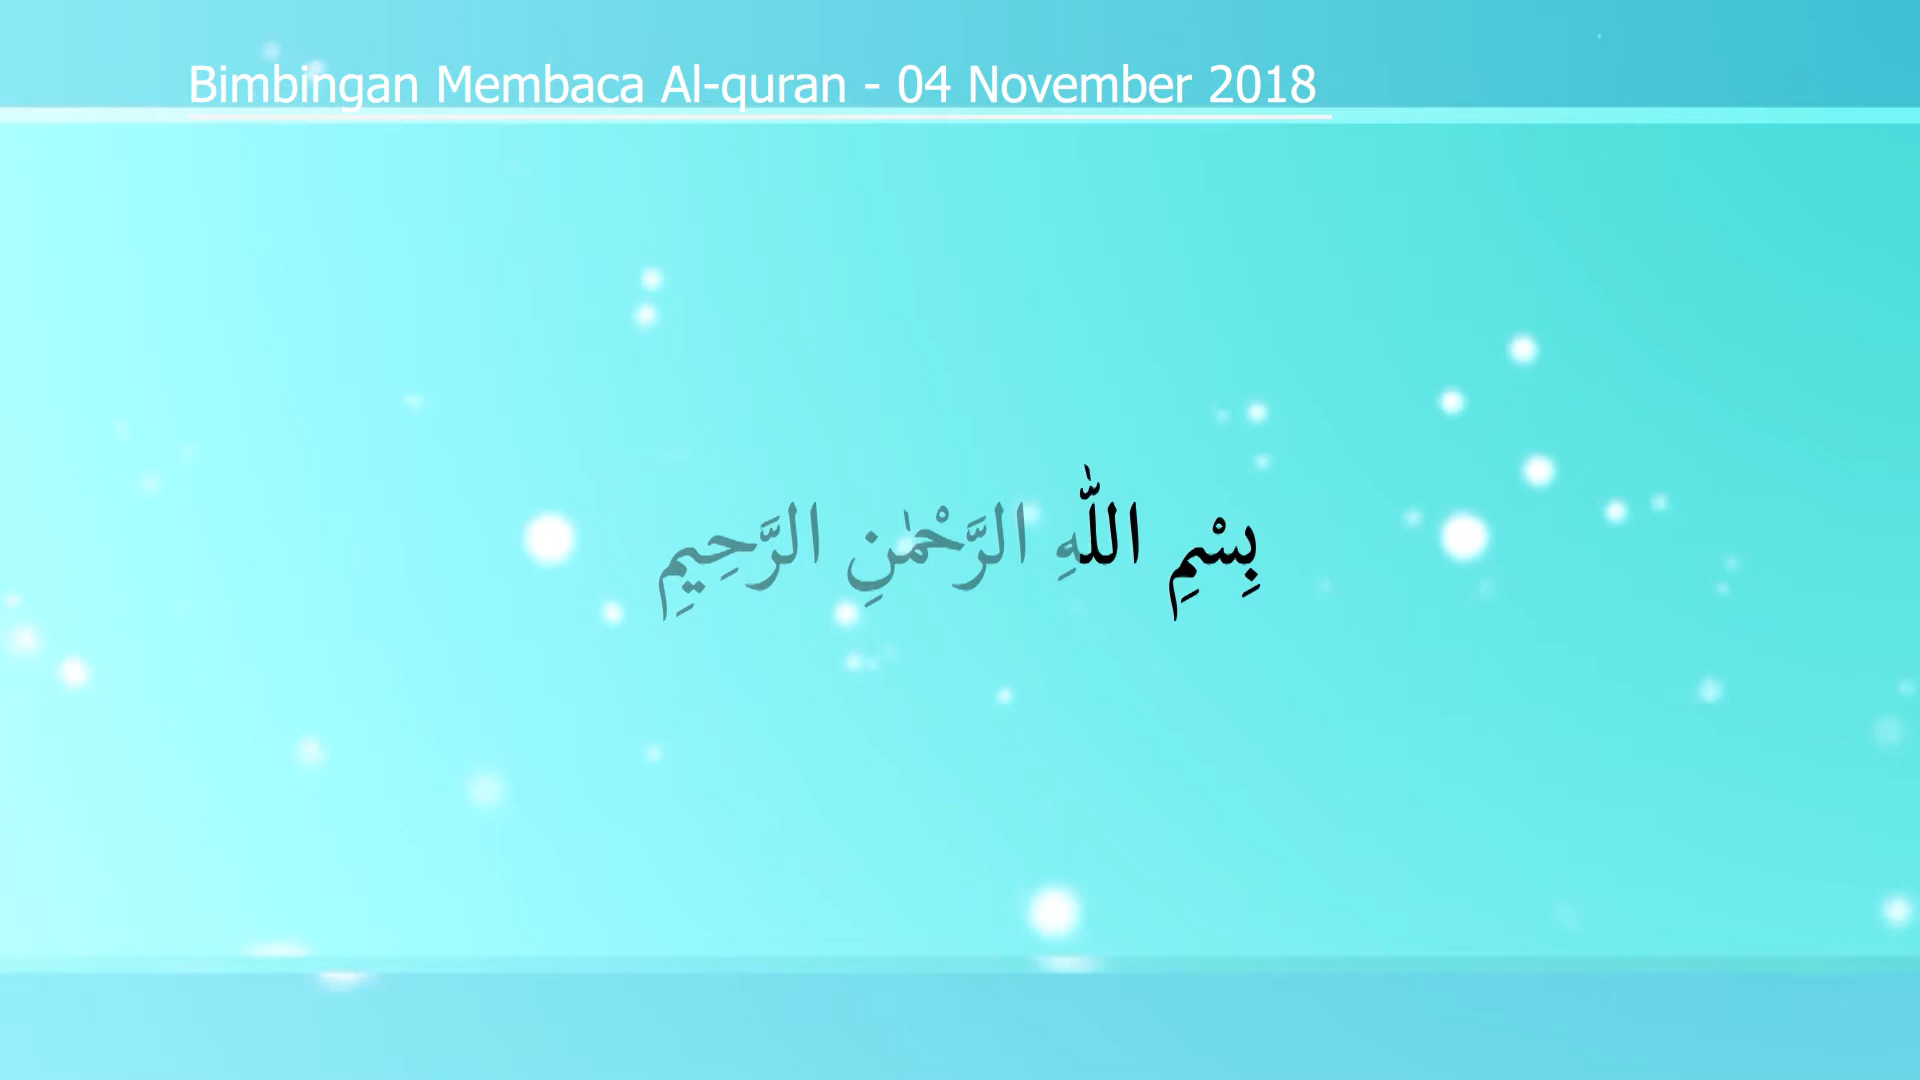 Bimbingan Membaca Al-quran - 04 November 2018
بِسْمِ اللّٰهِ الرَّحْمٰنِ الرَّحِيمِ